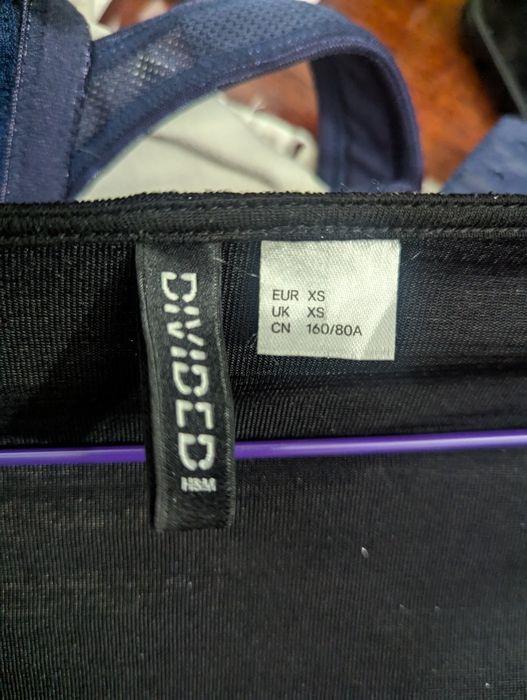 DIVIDED
H&M
EUR XS
UK XS
CN 160/80A